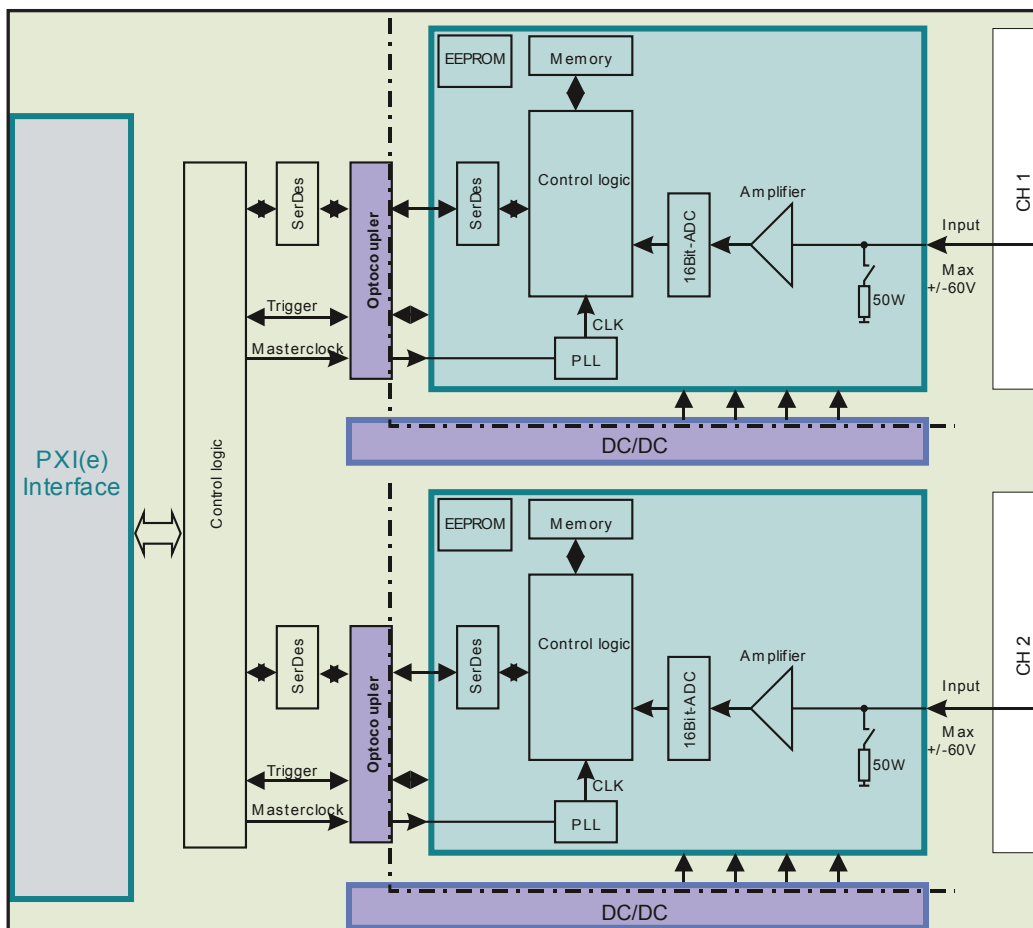 PXI(e)
Interface
Control logic
SerDes
Trigger
Masterclock
Optocoupler
EEPROM
Memory
SerDes
Control logic
CLK
PLL
16Bit-ADC
Amplifier
50W
Input
Max
+/-60V
CH 1
DC/DC
SerDes
Trigger
Masterclock
Optocoupler
EEPROM
Memory
SerDes
Control logic
CLK
PLL
16Bit-ADC
Amplifier
50W
Input
Max
+/-60V
CH 2
DC/DC